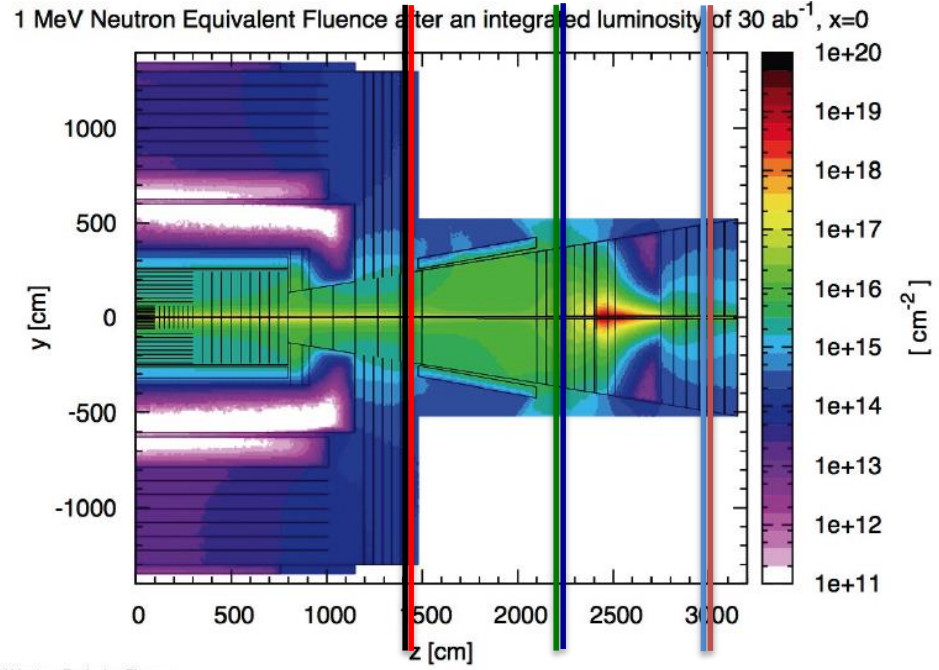 1 MeV Neutron Equivalent Fluence after an integrated luminosity of 30 ab-1, x=0
1e+20
1e+19
1e+18
1e+17
1e+16
1e+15
1e+14
1e+13
1e+12
1e+11
[ cm-2 ]
1000
500
0
-500
-1000
y [cm]
0 500 1000 1500 2000 2500 3000
z [cm]